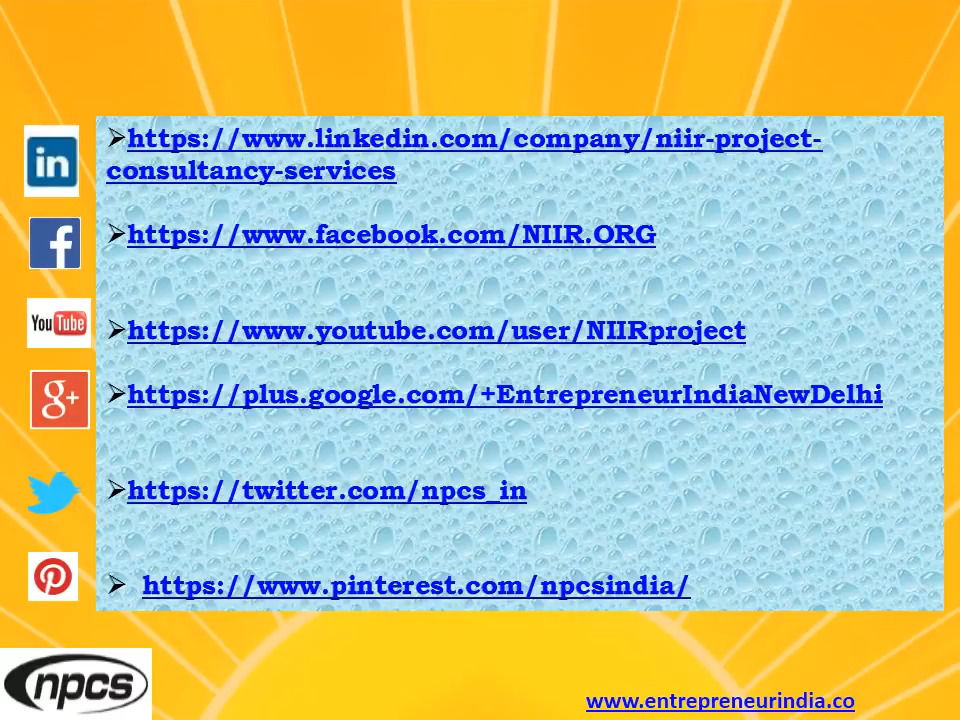 in
➢https://www.linkedin.com/company/niir-project-
consultancy-services
f
➢https://www.facebook.com/NIIR.ORG
YouTube
➢https://www.youtube.com/user/NIIRproject
g+
➢https://plus.google.com/+EntrepreneurIndiaNewDelhi
➢https://twitter.com/npcs_in
➢ https://www.pinterest.com/npcsindia/
npcs
www.entrepreneurindia.co